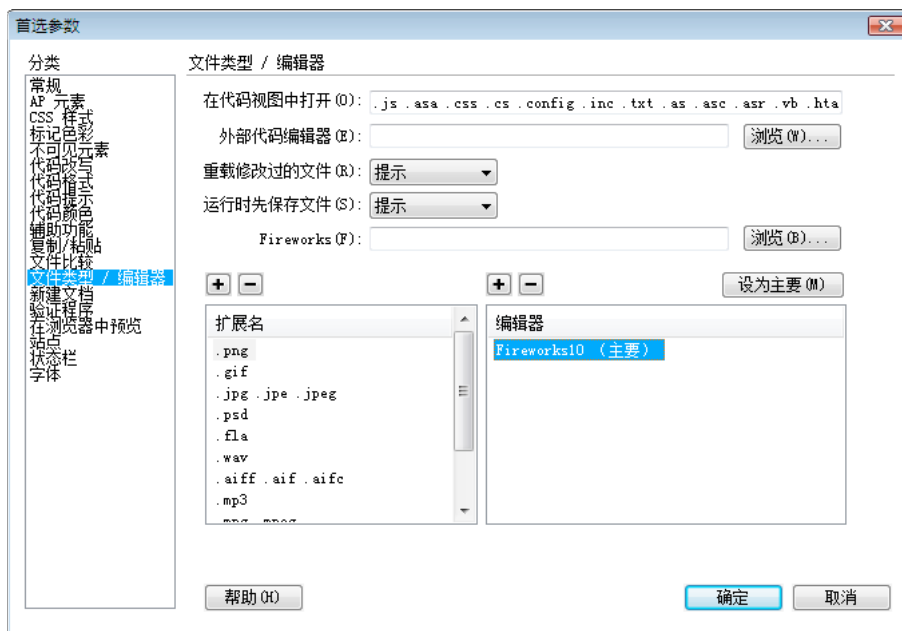 首选参数
分类
常规
AP 元素
CSS 样式
标记色彩
不可见元素
代码改写
代码格式
代码提示
代码颜色
辅助功能
复制/粘贴
文件比较
文件类型 / 编辑器
新建文档
验证程序
在浏览器中预览
站点
状态栏
字体
文件类型 / 编辑器
在代码视图中打开(O): .js .asa .css .cs .config .inc .txt .as .asc .asr .vb .hta
外部代码编辑器(E): 浏览(W)...
重载修改过的文件(R): 提示
运行时先保存文件(S): 提示
Fireworks(F): 浏览(B)...
设为主要(M)
扩展名
.png
.gif
.jpg .jpe .jpeg
.psd
.fla
.wav
.aiff .aif .aifc
.mp3
编辑器
Fireworks10 (主要)
帮助(H)
确定
取消